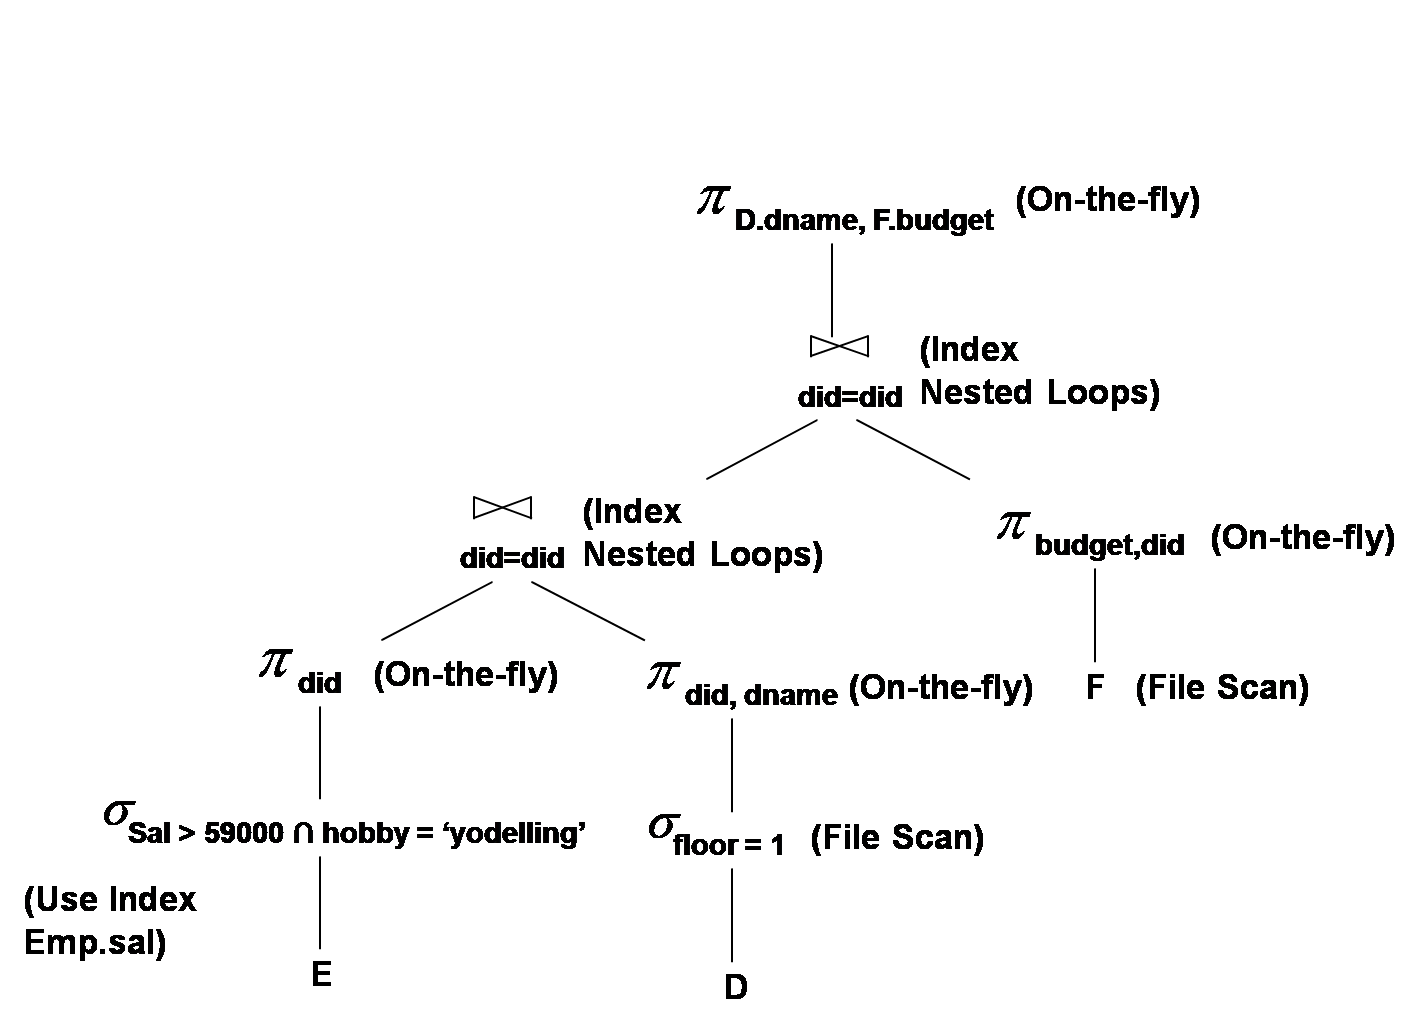 π D.dname, F.budget (On-the-fly)
⋈ (Index
did=did Nested Loops)
⋈ (Index
did=did Nested Loops)
π budget,did (On-the-fly)
π did (On-the-fly)
π did, dname (On-the-fly)
F (File Scan)
σ Sal > 59000 ∩ hobby = ‘yodelling’
σ floor = 1 (File Scan)
(Use Index
Emp.sal)
E
D